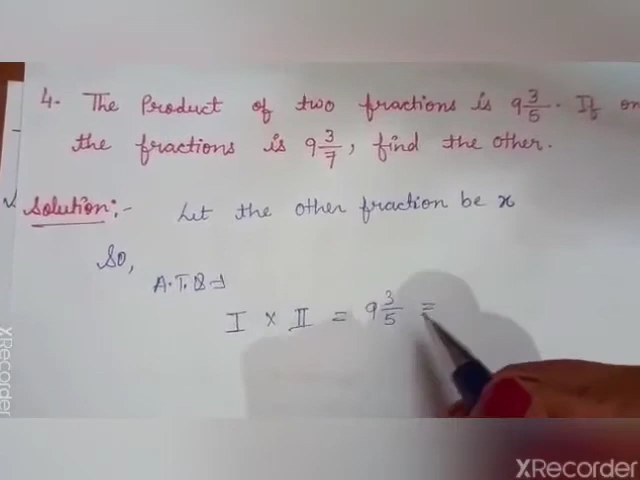 4. The Product of two fractions is 9 3/5. If on
the fractions is 9 3/7, find the other.
Solution:- Let the other fraction be x
So,
A.T.Q
I × II = 9 3/5 =
XRecorder
XRecorder